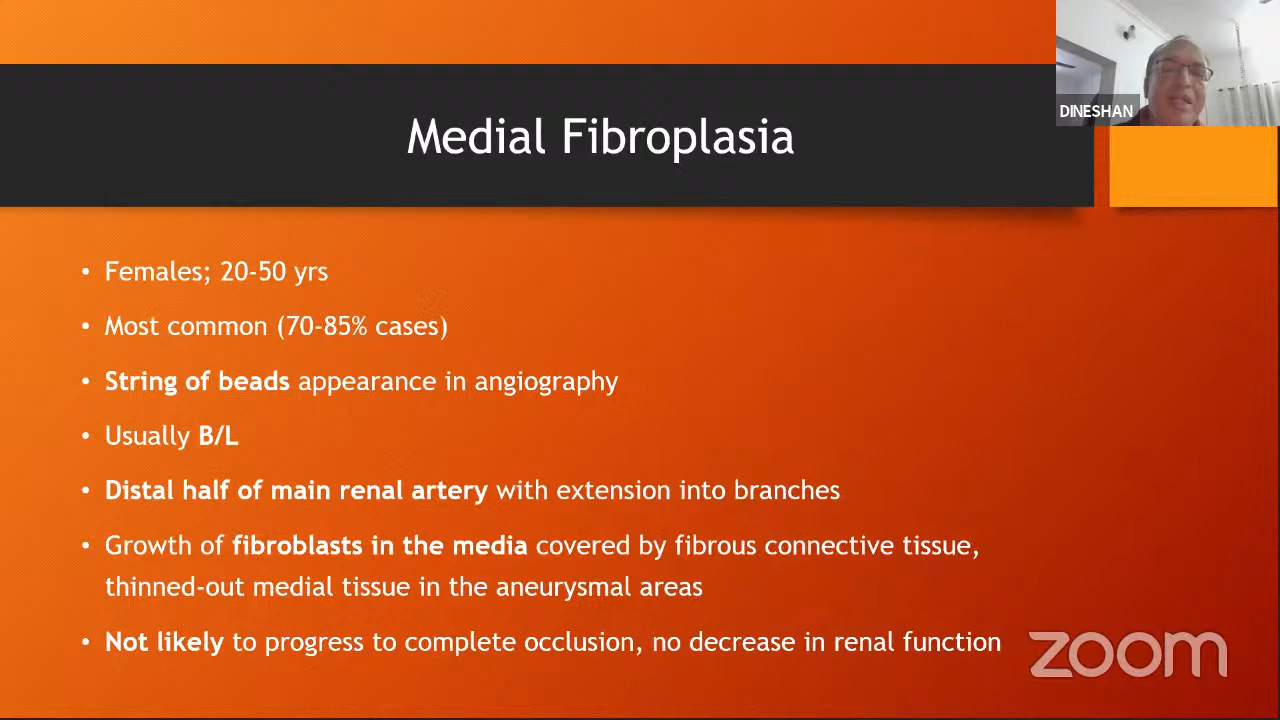 DINESHAN
Medial Fibroplasia
• Females; 20-50 yrs
• Most common (70-85% cases)
• String of beads appearance in angiography
• Usually B/L
• Distal half of main renal artery with extension into branches
• Growth of fibroblasts in the media covered by fibrous connective tissue,
thinned-out medial tissue in the aneurysmal areas
• Not likely to progress to complete occlusion, no decrease in renal function
zoom